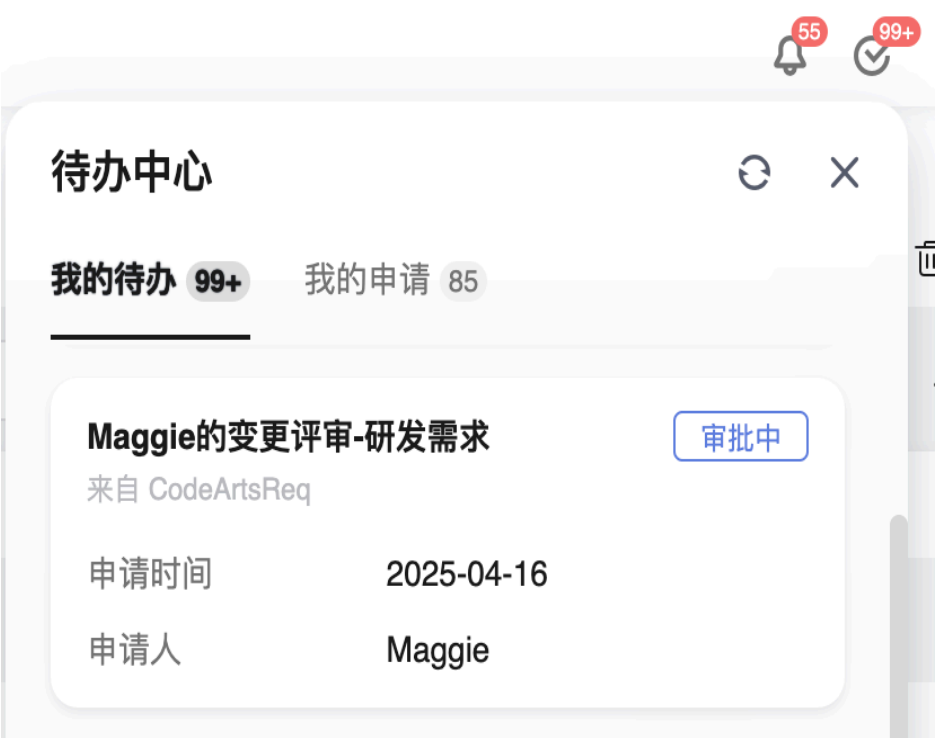 55 99+
待办中心
我的待办 99+ 我的申请 85
Maggie的变更评审-研发需求 审批中
来自 CodeArtsReq
申请时间 2025-04-16
申请人 Maggie